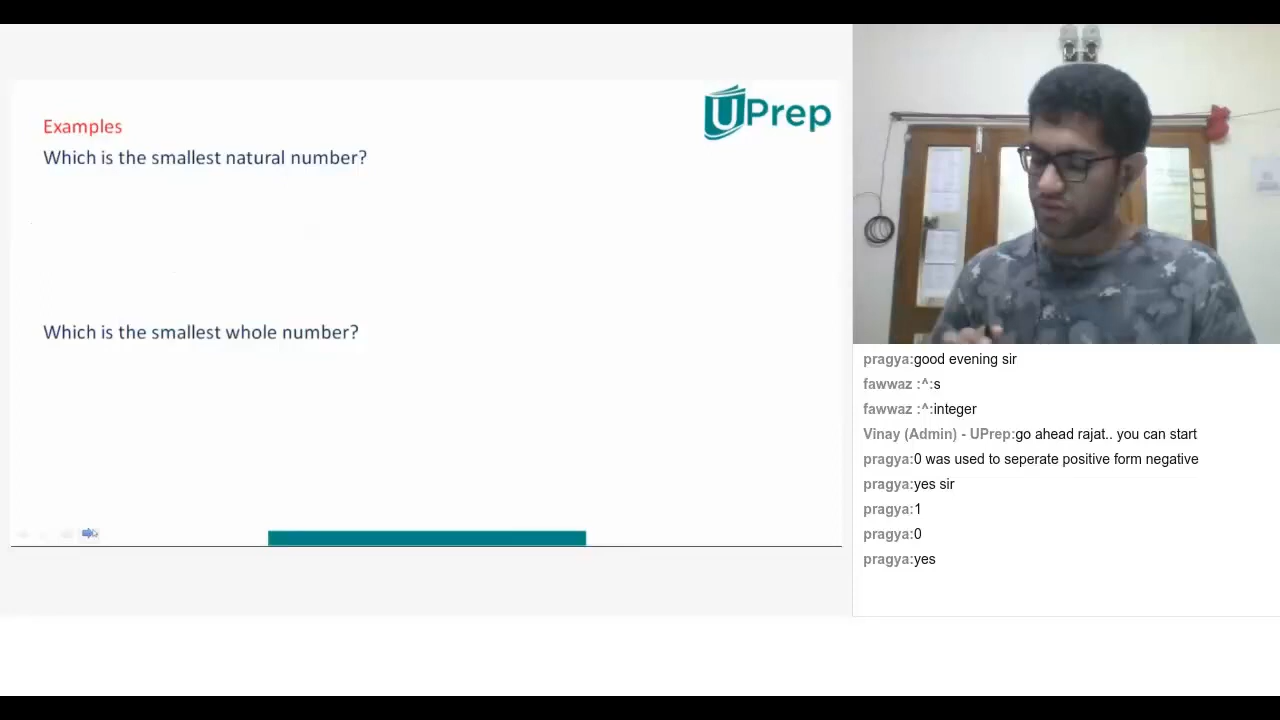 UPrep
Examples
Which is the smallest natural number?
Which is the smallest whole number?
pragya:good evening sir
fawwaz :^:s
fawwaz :^:integer
Vinay (Admin) - UPrep:go ahead rajat.. you can start
pragya:0 was used to seperate positive form negative
pragya:yes sir
pragya:1
pragya:0
pragya:yes